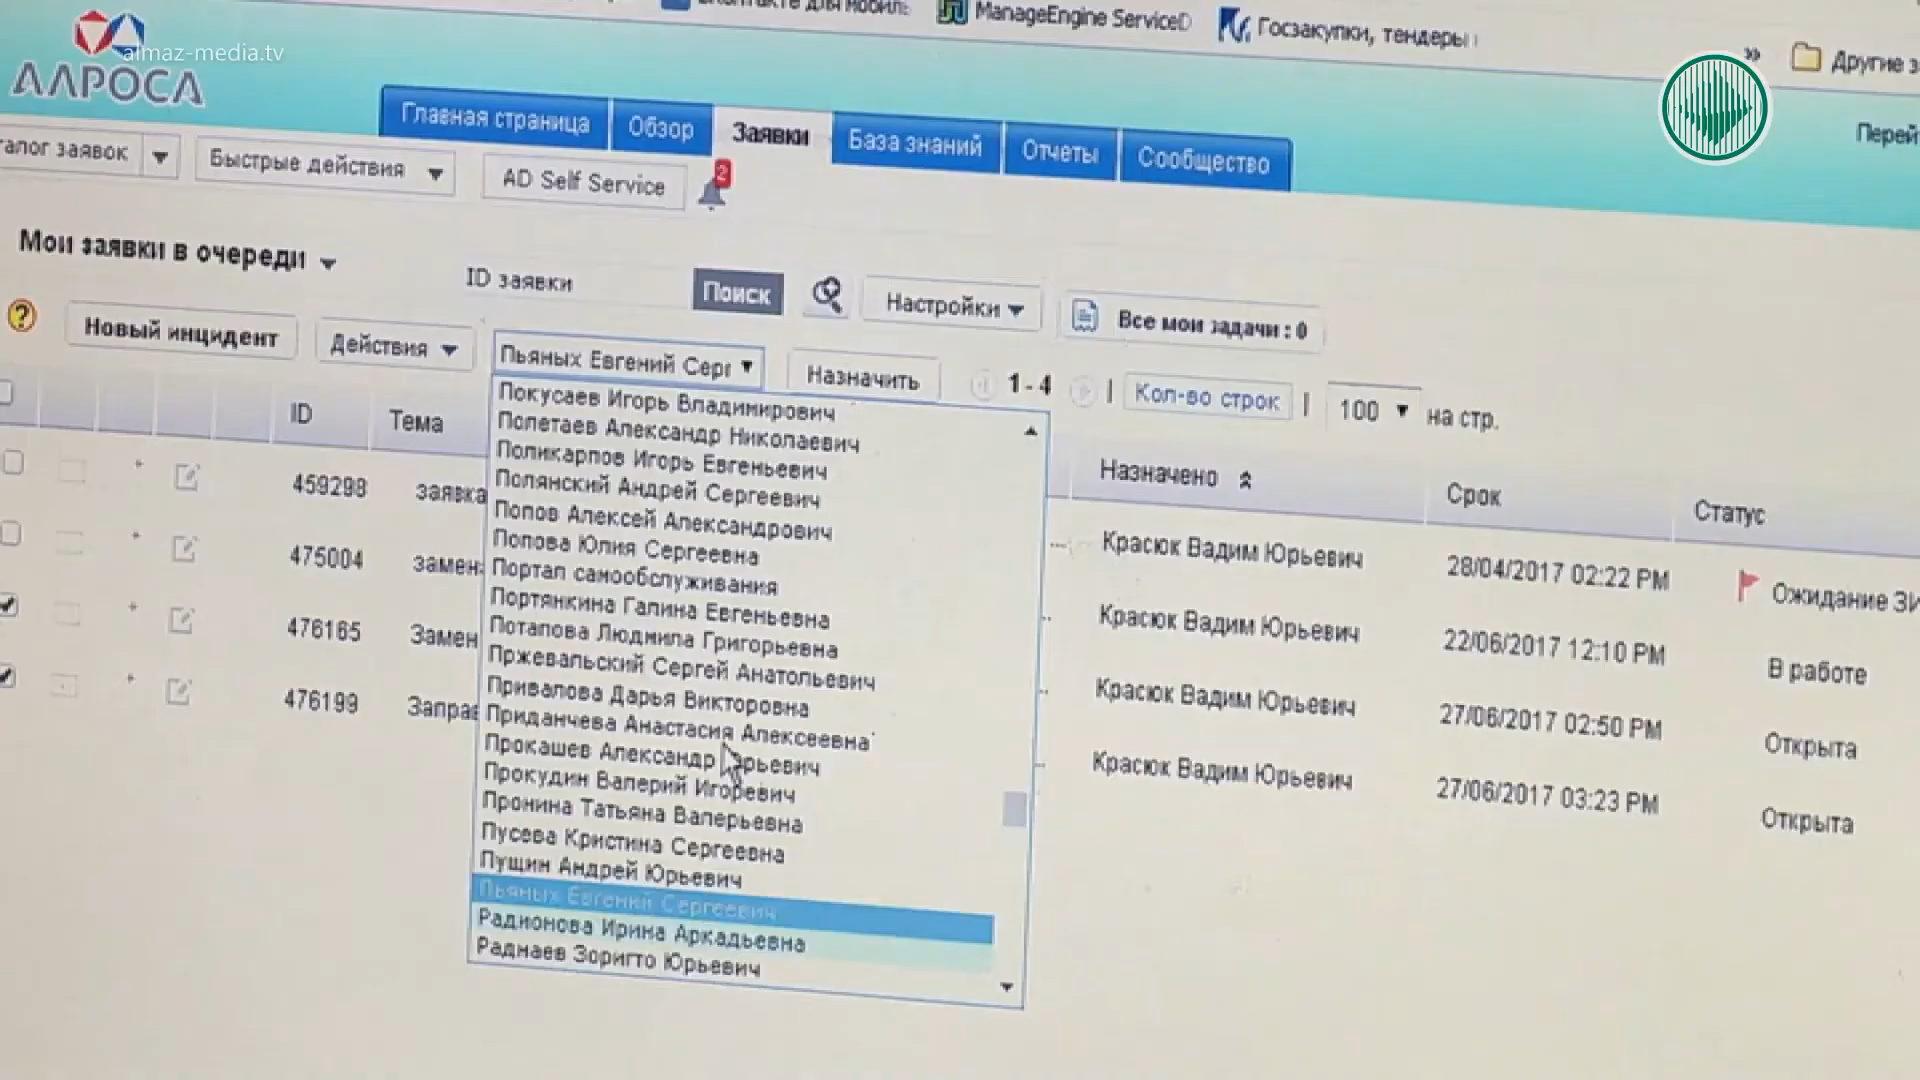 almaz-media.tv
АЛРОСА
ManageEngine ServiceD
Госзакупки, тендеры
»
Другие з
Главная страница
Обзор
Заявки
База знаний
Отчеты
Сообщество
Перей
алог заявок
Быстрые действия
AD Self Service
2
Мои заявки в очереди
ID заявки
Поиск
Настройки
Все мои задачи : 0
Новый инцидент
Действия
Пьяных Евгений Серг
Назначить
1 - 4
Кол-во строк
100
на стр.
ID
Тема
Назначено
Срок
Статус
459298
заявка
Красюк Вадим Юрьевич
28/04/2017 02:22 PM
Ожидание ЗИ
475004
замен
Красюк Вадим Юрьевич
22/06/2017 12:10 PM
В работе
476165
Замен
Красюк Вадим Юрьевич
27/06/2017 02:50 PM
Открыта
476199
Заправ
Красюк Вадим Юрьевич
27/06/2017 03:23 PM
Открыта
Покусаев Игорь Владимирович
Полетаев Александр Николаевич
Поликарпов Игорь Евгеньевич
Полянский Андрей Сергеевич
Попов Алексей Александрович
Попова Юлия Сергеевна
Портал самообслуживания
Портянкина Галина Евгеньевна
Потапова Людмила Григорьевна
Пржевальский Сергей Анатольевич
Привалова Дарья Викторовна
Приданчева Анастасия Алексеевна
Прокашев Александр
Прокудин Валерий Игоревич
Пронина Татьяна Валерьевна
Пусева Кристина Сергеевна
Пущин Андрей Юрьевич
Пьяных Евгений Сергеевич
Радионова Ирина Аркадьевна
Раднаев Зоригто Юрьевич